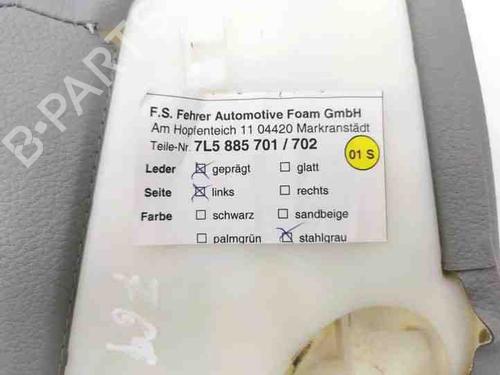 B-PARTS
F.S. Fehrer Automotive Foam GmbH
Am Hopfenteich 11 04420 Markranstädt
Teile-Nr. 7L5 885 701 / 702
01 S
Leder geprägt glatt
Seite links rechts
Farbe schwarz sandbeige
palmgrün stahlgrau